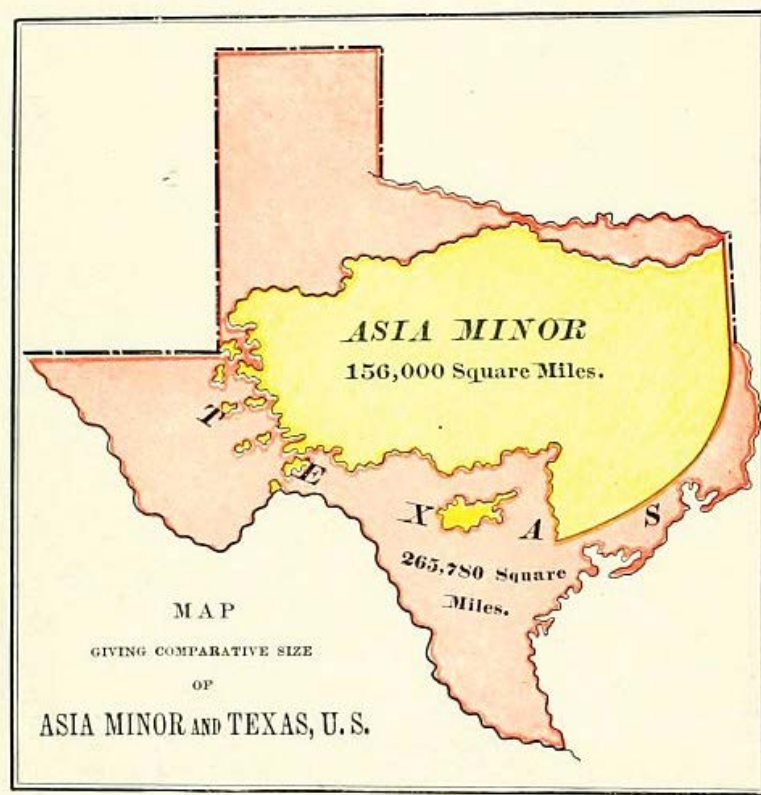 ASIA MINOR
156,000 Square Miles.
TEXAS
265,780 Square
Miles.
MAP
GIVING COMPARATIVE SIZE
OF
ASIA MINOR AND TEXAS, U. S.